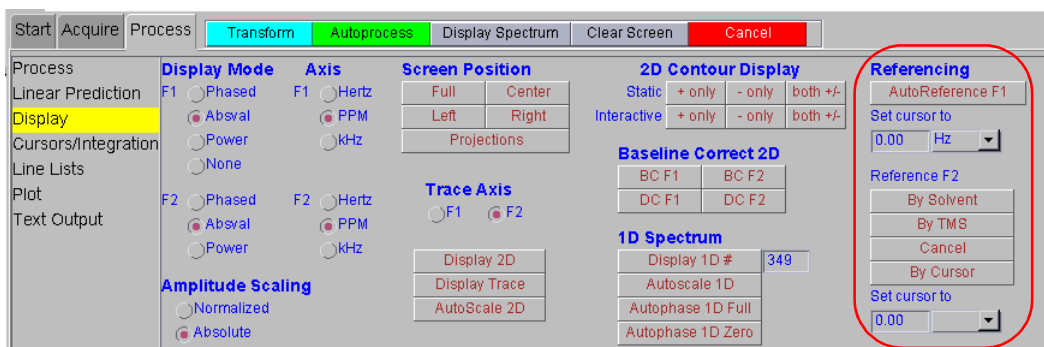 Start Acquire Process Transform Autoprocess Display Spectrum Clear Screen Cancel
Process
Linear Prediction
Display
Cursors/Integration
Line Lists
Plot
Text Output
Display Mode Axis
F1 Phased F1 Hertz
Absval PPM
Power kHz
None
F2 Phased F2 Hertz
Absval PPM
Power kHz
Amplitude Scaling
Normalized
Absolute
Screen Position
Full Center
Left Right
Projections
Trace Axis
F1 F2
Display 2D
Display Trace
AutoScale 2D
2D Contour Display
Static + only - only both +/-
Interactive + only - only both +/-
Baseline Correct 2D
BC F1 BC F2
DC F1 DC F2
1D Spectrum
Display 1D # 349
Autoscale 1D
Autophase 1D Full
Autophase 1D Zero
Referencing
AutoReference F1
Set cursor to
0.00 Hz
Reference F2
By Solvent
By TMS
Cancel
By Cursor
Set cursor to
0.00